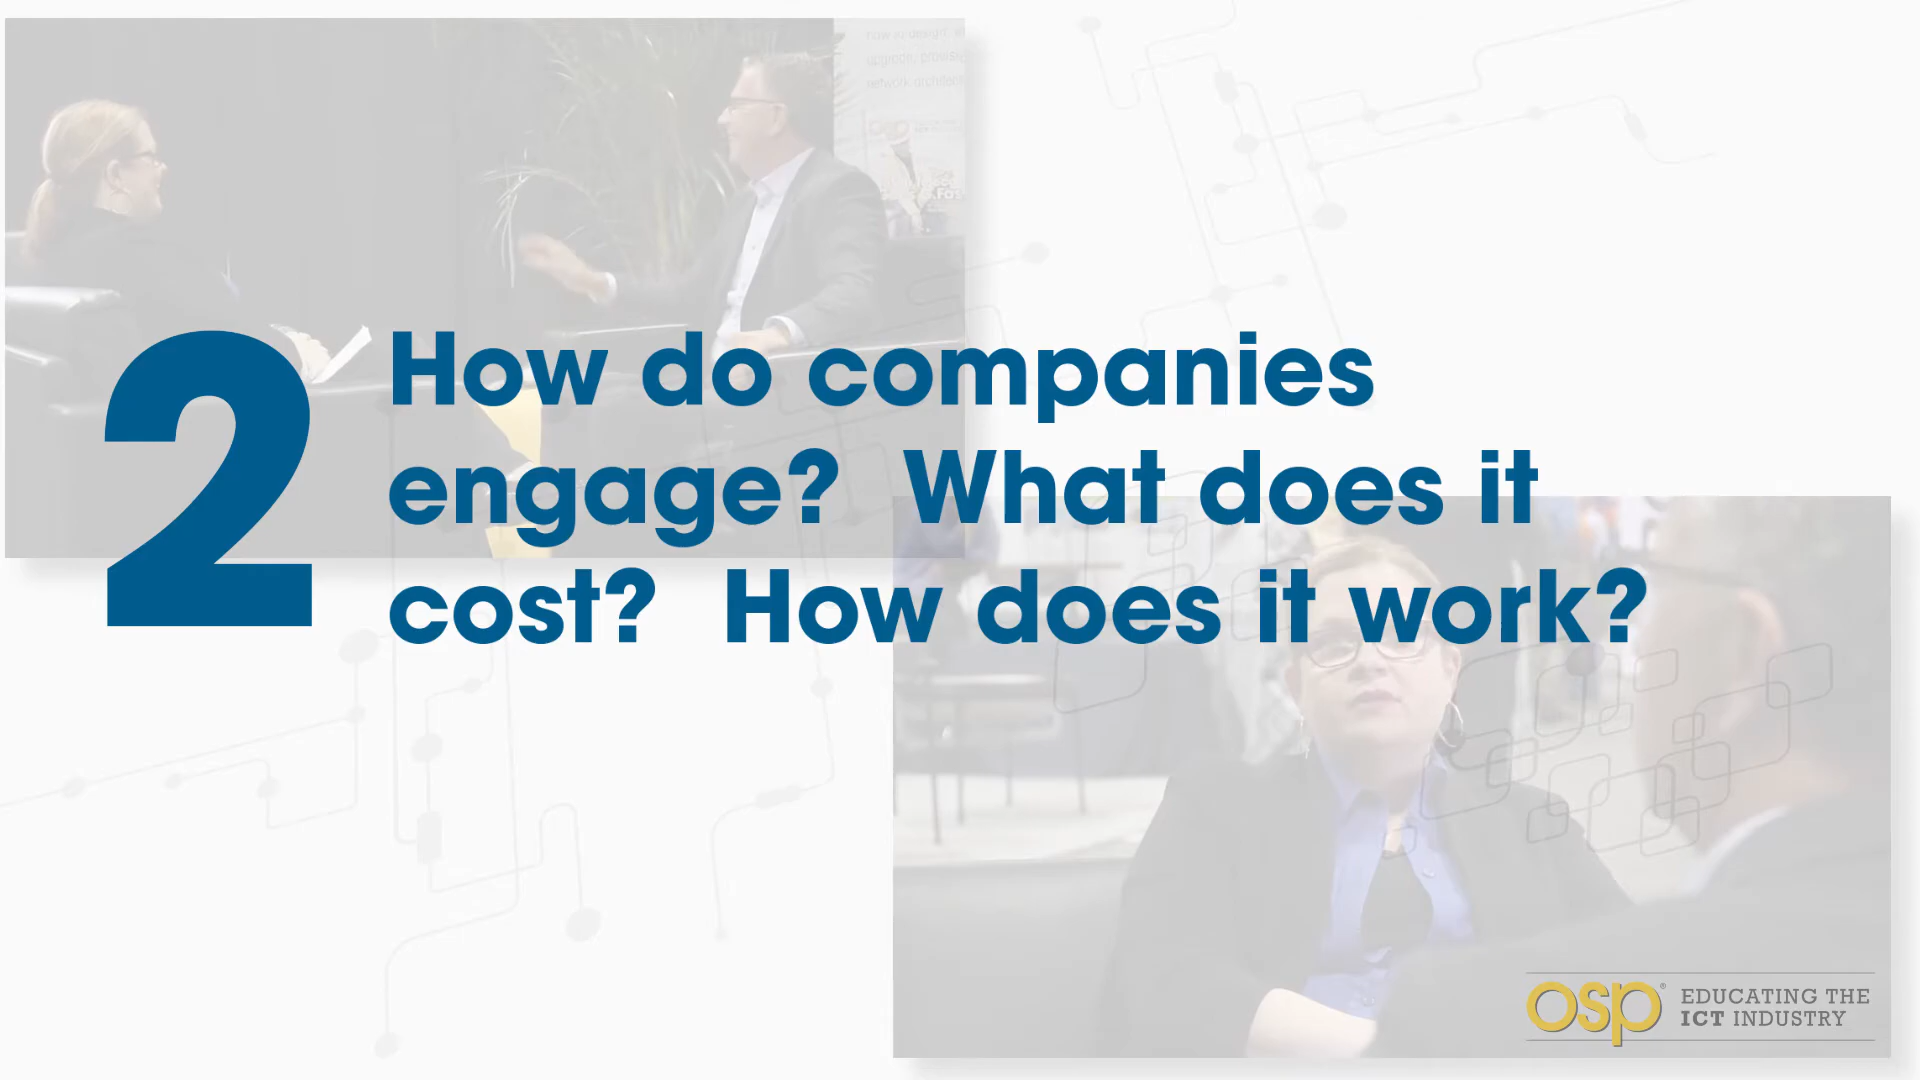 2
How do companies
engage? What does it
cost? How does it work?
osp®
EDUCATING THE
ICT INDUSTRY